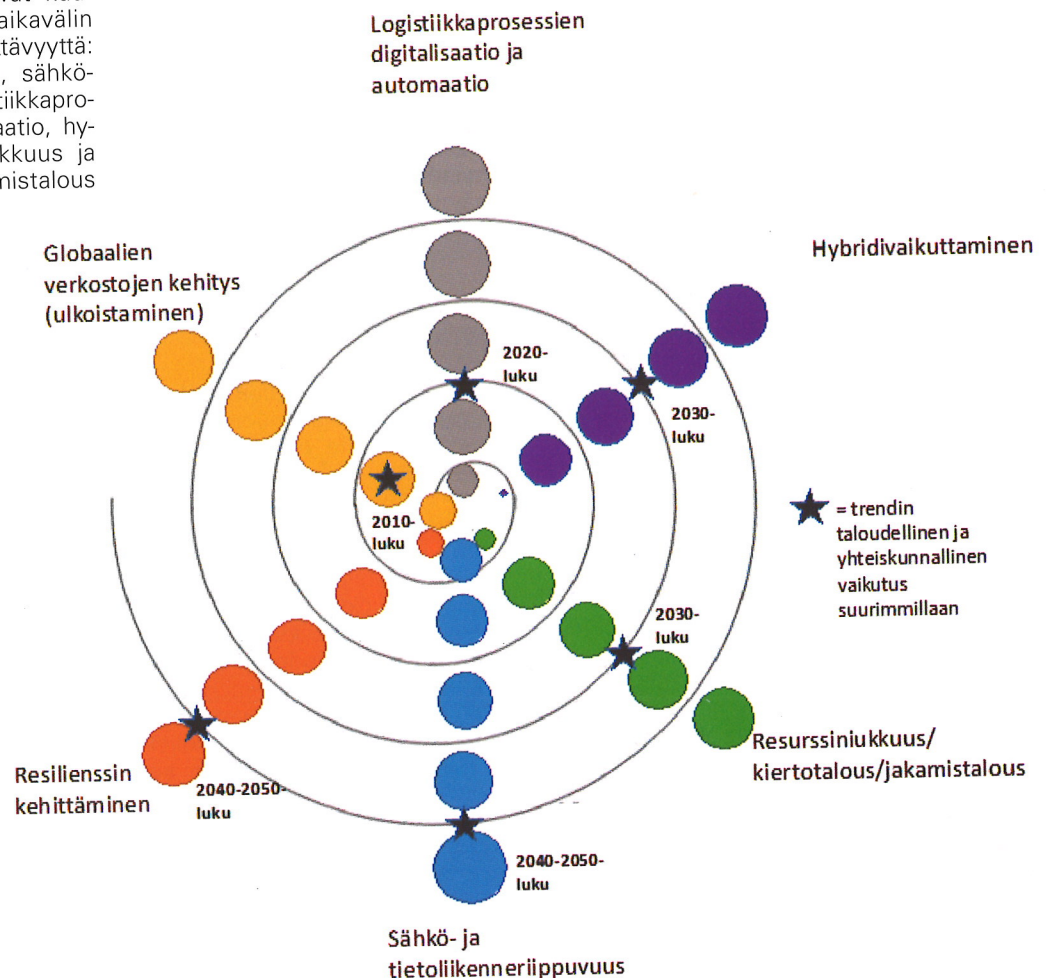 aikavälin
ttävyyttä:
, sähkö-
tiikkapro-
aatio, hy-
kkuus ja
mistalous
Logistiikkaprosessien
digitalisaatio ja
automaatio
Globaalien
verkostojen kehitys
(ulkoistaminen)
Hybridivaikuttaminen
2020-
luku
2030-
luku
2010-
luku
= trendin
taloudellinen ja
yhteiskunnallinen
vaikutus
suurimmillaan
2030-
luku
Resurssiniukkuus/
kiertotalous/jakamistalous
Resilienssin
kehittäminen
2040-2050-
luku
2040-2050-
luku
Sähkö- ja
tietoliikenneriippuvuus